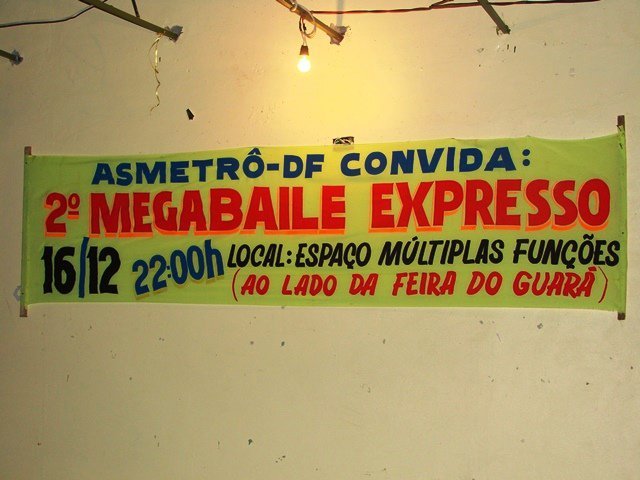 ASMETRÔ-DF CONVIDA:
2º MEGABAILE EXPRESSO
16/12 22:00h LOCAL: ESPAÇO MÚLTIPLAS FUNÇÕES
(AO LADO DA FEIRA DO GUARÁ)